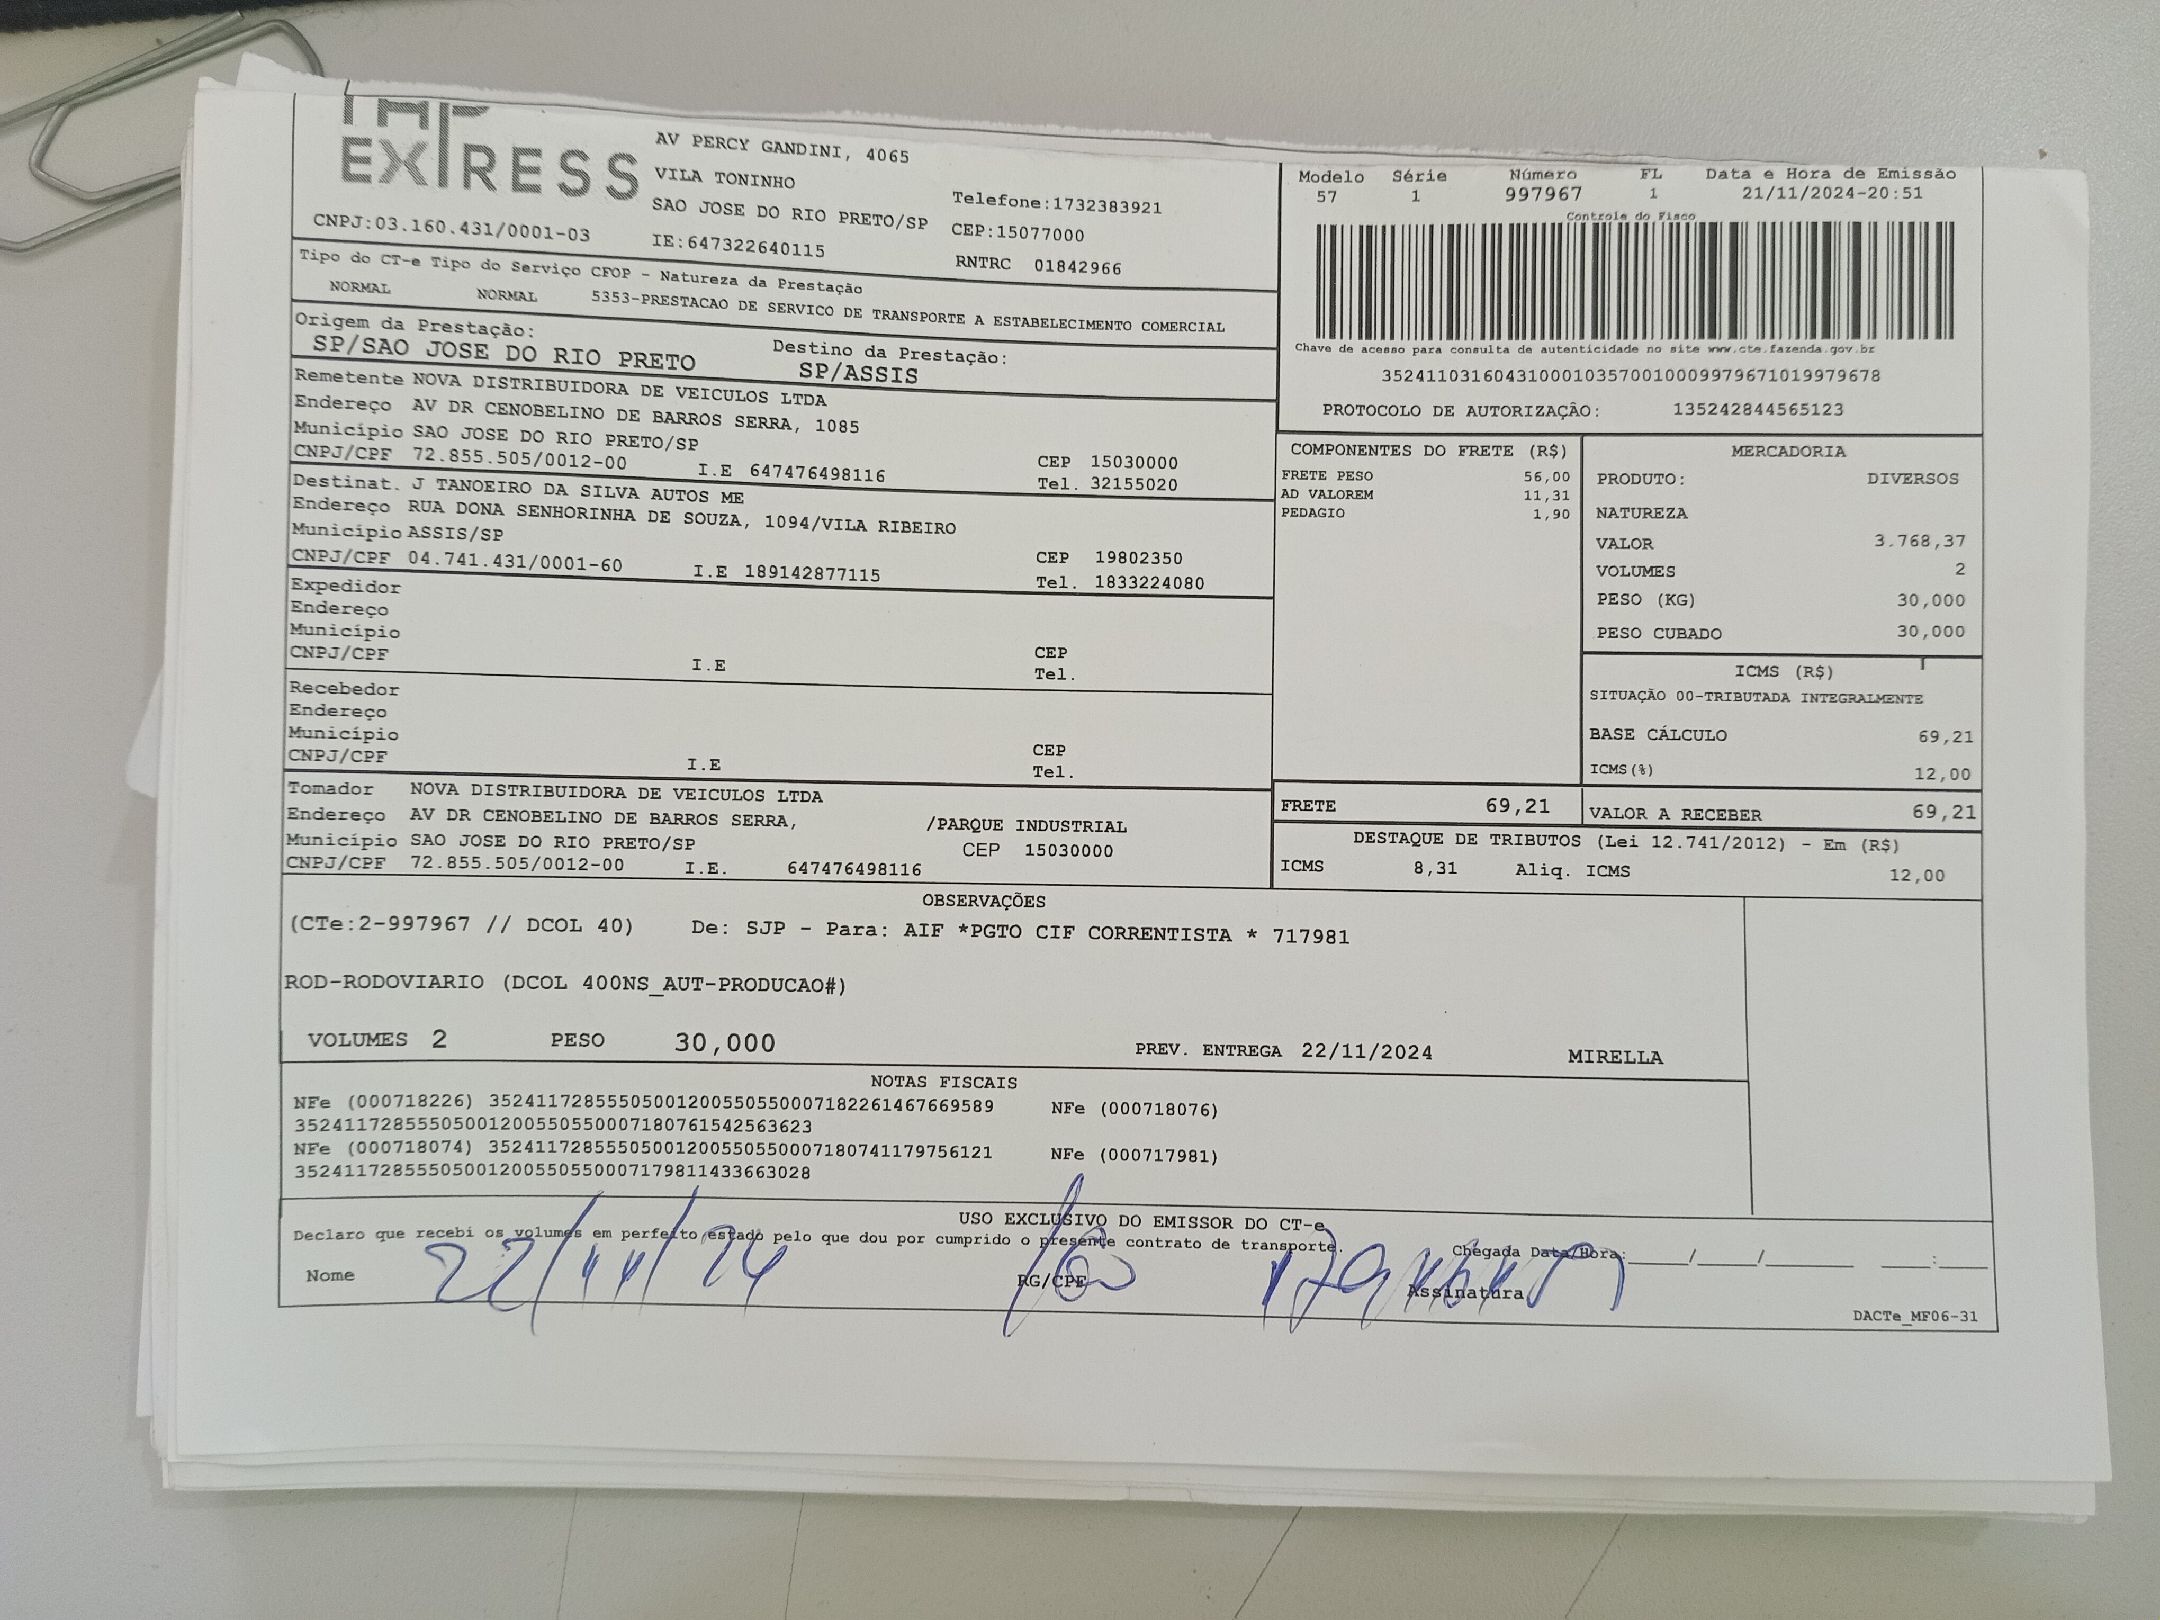 EXPRESS
AV PERCY GANDINI, 4065
VILA TONINHO
SAO JOSE DO RIO PRETO/SP
Telefone:1732383921
CEP:15077000
CNPJ:03.160.431/0001-03
IE:647322640115
RNTRC 01842966
Modelo Série Número FL Data e Hora de Emissão
57 1 997967 1 21/11/2024-20:51
Controle do Fisco
Chave de acesso para consulta de autenticidade no site www.cte.fazenda.gov.br
35241103160431000103570010009979671019979678
PROTOCOLO DE AUTORIZAÇÃO: 135242844565123
Tipo do CT-e Tipo do Serviço CFOP - Natureza da Prestação
NORMAL NORMAL 5353-PRESTACAO DE SERVICO DE TRANSPORTE A ESTABELECIMENTO COMERCIAL
Origem da Prestação: Destino da Prestação:
SP/SAO JOSE DO RIO PRETO SP/ASSIS
Remetente NOVA DISTRIBUIDORA DE VEICULOS LTDA
Endereço AV DR CENOBELINO DE BARROS SERRA, 1085
Município SAO JOSE DO RIO PRETO/SP CEP 15030000
CNPJ/CPF 72.855.505/0012-00 I.E 647476498116 Tel. 32155020
Destinat. J TANOEIRO DA SILVA AUTOS ME
Endereço RUA DONA SENHORINHA DE SOUZA, 1094/VILA RIBEIRO
Município ASSIS/SP CEP 19802350
CNPJ/CPF 04.741.431/0001-60 I.E 189142877115 Tel. 1833224080
Expedidor
Endereço
Município CEP
CNPJ/CPF I.E Tel.
Recebedor
Endereço
Município CEP
CNPJ/CPF I.E Tel.
Tomador NOVA DISTRIBUIDORA DE VEICULOS LTDA
Endereço AV DR CENOBELINO DE BARROS SERRA, /PARQUE INDUSTRIAL
Município SAO JOSE DO RIO PRETO/SP CEP 15030000
CNPJ/CPF 72.855.505/0012-00 I.E. 647476498116
COMPONENTES DO FRETE (R$)
FRETE PESO 56,00
AD VALOREM 11,31
PEDAGIO 1,90
MERCADORIA
PRODUTO: DIVERSOS
NATUREZA
VALOR 3.768,37
VOLUMES 2
PESO (KG) 30,000
PESO CUBADO 30,000
ICMS (R$)
SITUAÇÃO 00-TRIBUTADA INTEGRALMENTE
BASE CÁLCULO 69,21
ICMS(%) 12,00
FRETE 69,21 VALOR A RECEBER 69,21
DESTAQUE DE TRIBUTOS (Lei 12.741/2012) - Em (R$)
ICMS 8,31 Aliq. ICMS 12,00
OBSERVAÇÕES
(CTe:2-997967 // DCOL 40) De: SJP - Para: AIF *PGTO CIF CORRENTISTA * 717981
ROD-RODOVIARIO (DCOL 400NS_AUT-PRODUCAO#)
VOLUMES 2 PESO 30,000 PREV. ENTREGA 22/11/2024 MIRELLA
NOTAS FISCAIS
NFe (000718226) 35241172855505001200550550007182261467669589 NFe (000718076)
35241172855505001200550550007180761542563623
NFe (000718074) 35241172855505001200550550007180741179756121 NFe (000717981)
35241172855505001200550550007179811433663028
USO EXCLUSIVO DO EMISSOR DO CT-e
Declaro que recebi os volumes em perfeito estado pelo que dou por cumprido o presente contrato de transporte.
Chegada Data/Hora: ____/____/______ ___:___
Nome 22/11/24 RG/CPF Assinatura
DACTe_MF06-31